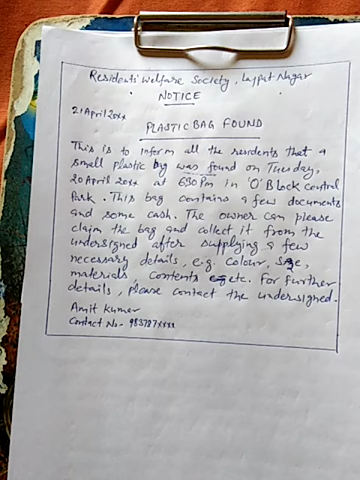 Residents Welfare Society, Lajpat Nagar
NOTICE
21 April 20xx
PLASTIC BAG FOUND
This is to inform all the residents that a
small plastic bag was found on Tuesday,
20 April 20xx at 6:30 Pm in 'O' Block central
Park. This bag contains a few documents
and some cash. The owner can please
claim the bag and collect it from the
undersigned after supplying a few
necessary details, e.g. colour, Size,
materials, contents etc. For further
details, please contact the undersigned.
Amit Kumar
Contact No- 983727xxxx